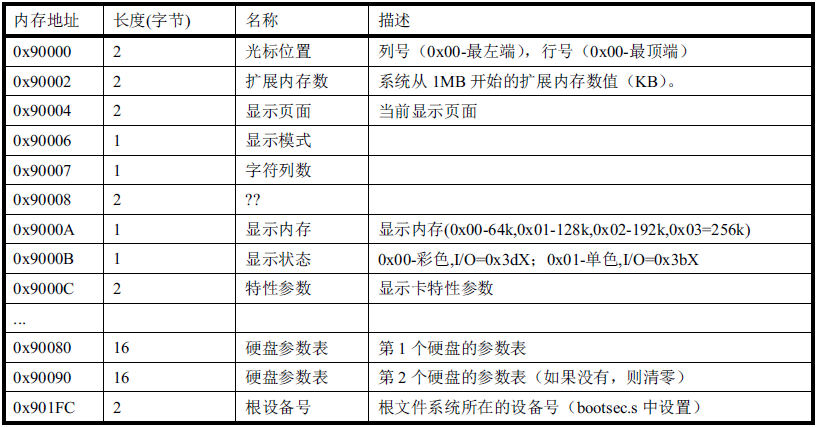 内存地址 长度(字节) 名称 描述
0x90000 2 光标位置 列号（0x00-最左端），行号（0x00-最顶端）
0x90002 2 扩展内存数 系统从 1MB 开始的扩展内存数值（KB）。
0x90004 2 显示页面 当前显示页面
0x90006 1 显示模式
0x90007 1 字符列数
0x90008 2 ??
0x9000A 1 显示内存 显示内存(0x00-64k,0x01-128k,0x02-192k,0x03=256k)
0x9000B 1 显示状态 0x00-彩色,I/O=0x3dX；0x01-单色,I/O=0x3bX
0x9000C 2 特性参数 显示卡特性参数
...
0x90080 16 硬盘参数表 第 1 个硬盘的参数表
0x90090 16 硬盘参数表 第 2 个硬盘的参数表（如果没有，则清零）
0x901FC 2 根设备号 根文件系统所在的设备号（bootsec.s 中设置）